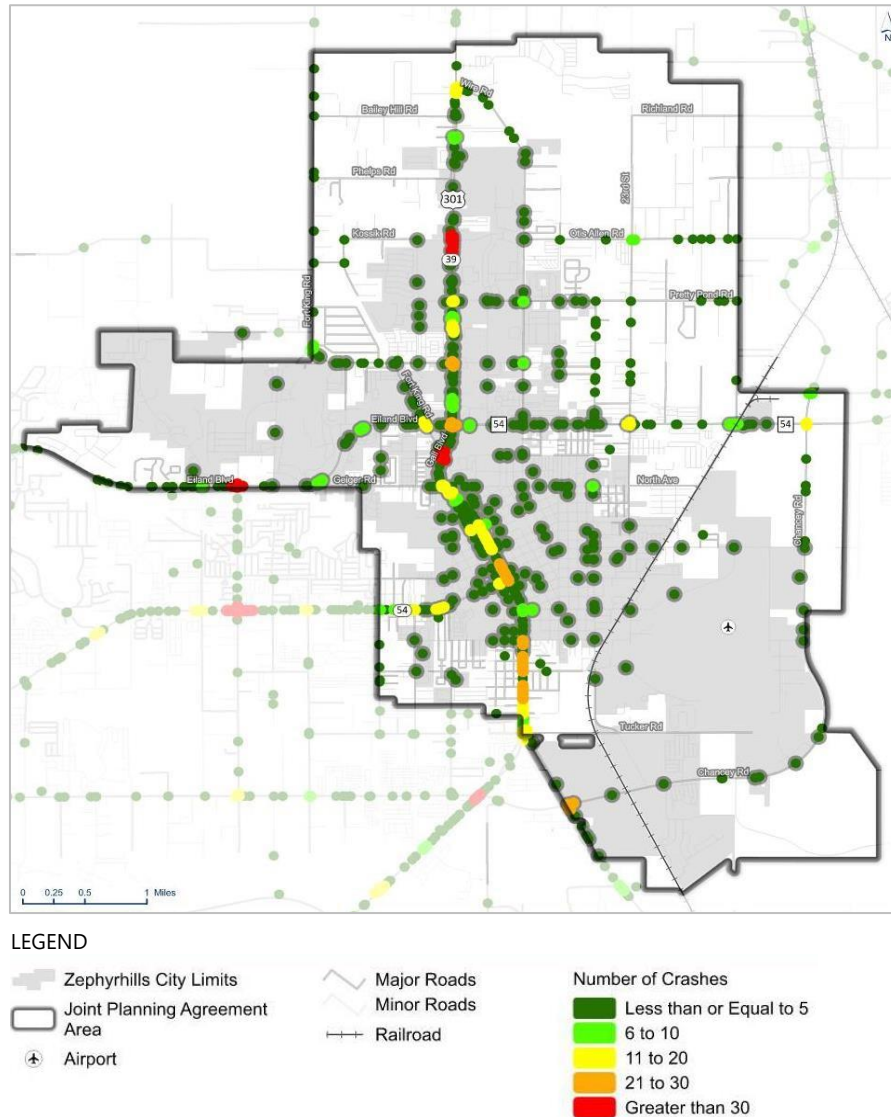 N
Wire Rd
Bailey Hill Rd
Richland Rd
Phelps Rd
23rd St
301
Kossik Rd
Otis Allen Rd
39
Fort King Rd
Pretty Pond Rd
Fort King Rd
Eiland Blvd
54
54
Gall Blvd
Eiland Blvd
Geiger Rd
North Ave
Chancey Rd
54
Tucker Rd
Chancey Rd
0 0.25 0.5 1 Miles
LEGEND
Zephyrhills City Limits
Joint Planning Agreement
Area
Airport
Major Roads
Minor Roads
Railroad
Number of Crashes
Less than or Equal to 5
6 to 10
11 to 20
21 to 30
Greater than 30